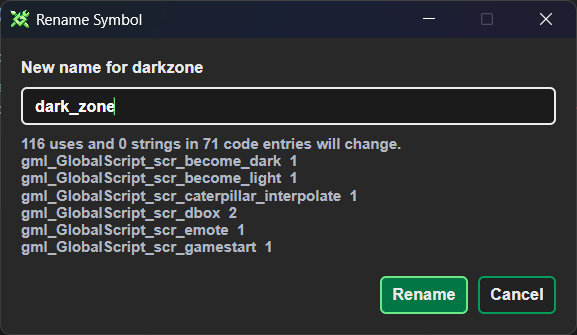 Rename Symbol
New name for darkzone
dark_zone
116 uses and 0 strings in 71 code entries will change.
gml_GlobalScript_scr_become_dark  1
gml_GlobalScript_scr_become_light  1
gml_GlobalScript_scr_caterpillar_interpolate  1
gml_GlobalScript_scr_dbox  2
gml_GlobalScript_scr_emote  1
gml_GlobalScript_scr_gamestart  1
Rename Cancel